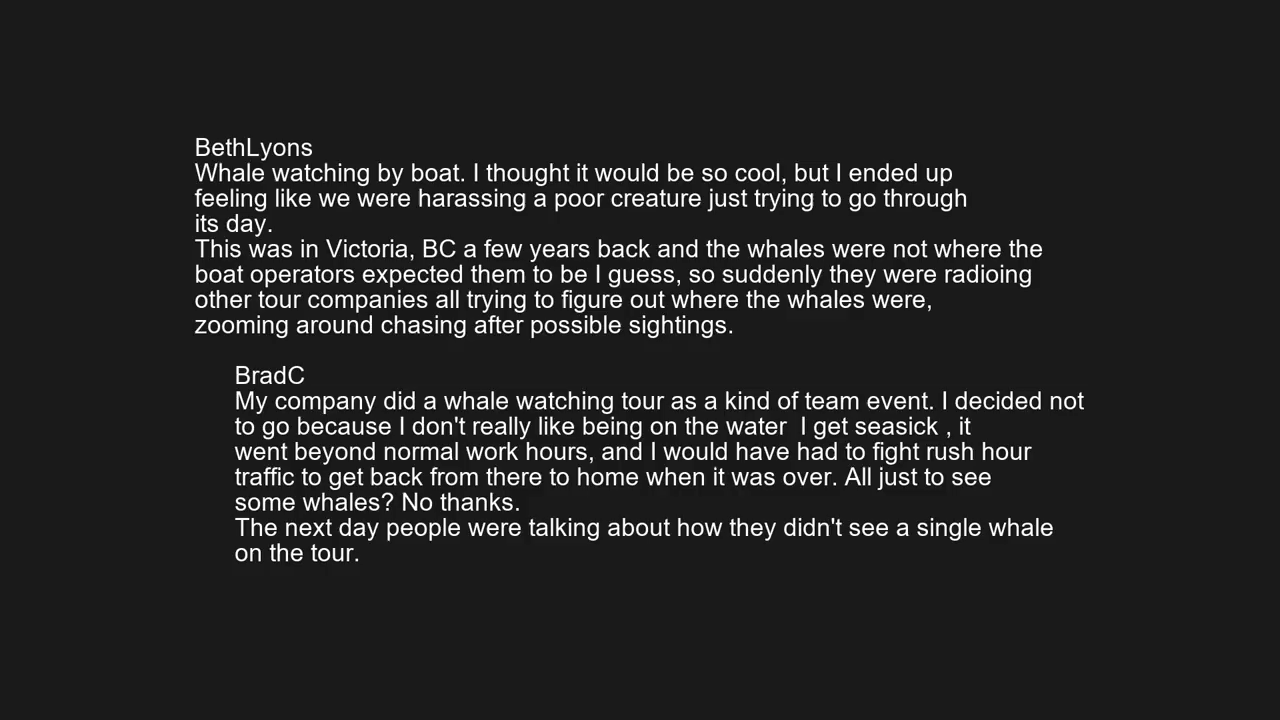 BethLyons
Whale watching by boat. I thought it would be so cool, but I ended up
feeling like we were harassing a poor creature just trying to go through
its day.
This was in Victoria, BC a few years back and the whales were not where the
boat operators expected them to be I guess, so suddenly they were radioing
other tour companies all trying to figure out where the whales were,
zooming around chasing after possible sightings.
BradC
My company did a whale watching tour as a kind of team event. I decided not
to go because I don't really like being on the water  I get seasick , it
went beyond normal work hours, and I would have had to fight rush hour
traffic to get back from there to home when it was over. All just to see
some whales? No thanks.
The next day people were talking about how they didn't see a single whale
on the tour.